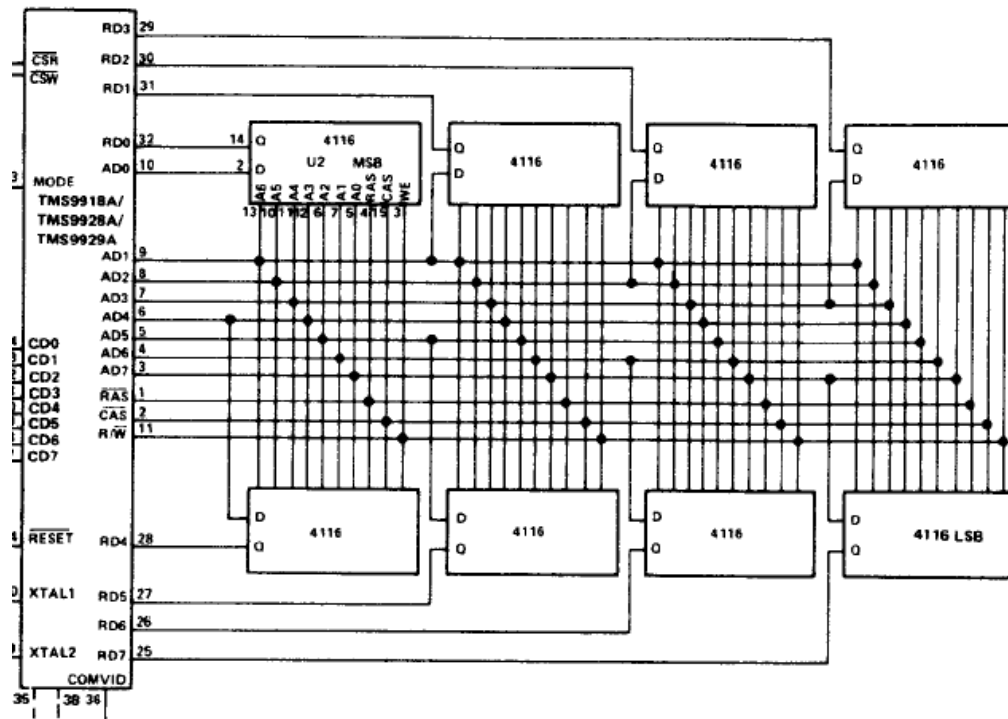 RD3 29
CSR
CSW
RD2 30
RD1 31
RD0 32
AD0 10
MODE
TMS9918A/
TMS9928A/
TMS9929A
AD1 9
AD2 8
AD3 7
AD4 6
AD5 5
AD6 4
AD7 3
RAS 1
CAS 2
R/W 11
CD0
CD1
CD2
CD3
CD4
CD5
CD6
CD7
RESET
RD4 28
XTAL1
RD5 27
RD6 26
XTAL2
RD7 25
COMVID
35 38 36
14 Q 4116
2 D U2 MSB
A6 A5 A4 A3 A2 A1 A0 RAS CAS WE
13 10 11 12 6 7 5 4 15 3
Q
D
4116
Q
D
4116
Q
D
4116
D
Q
4116
D
Q
4116
D
Q
4116
D
Q
4116 LSB